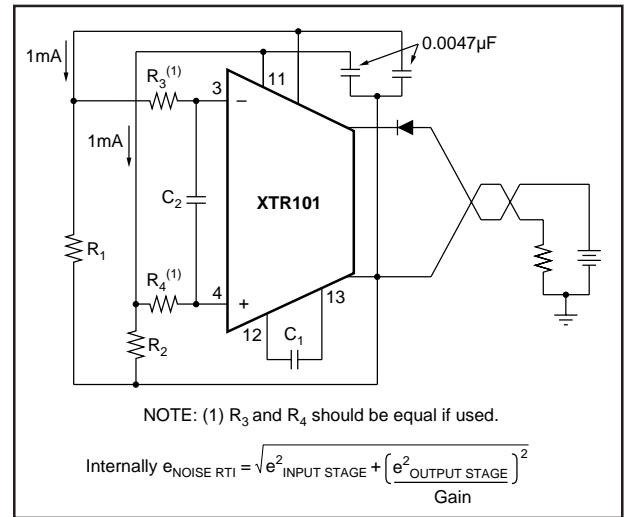 1mA
R3(1)
11
0.0047µF
3
−
1mA
C2
XTR101
R1
R4(1)
4
+
13
12
C1
R2
NOTE: (1) R3 and R4 should be equal if used.
Internally eNOISE RTI = √e²INPUT STAGE + (e²OUTPUT STAGE)²
Gain